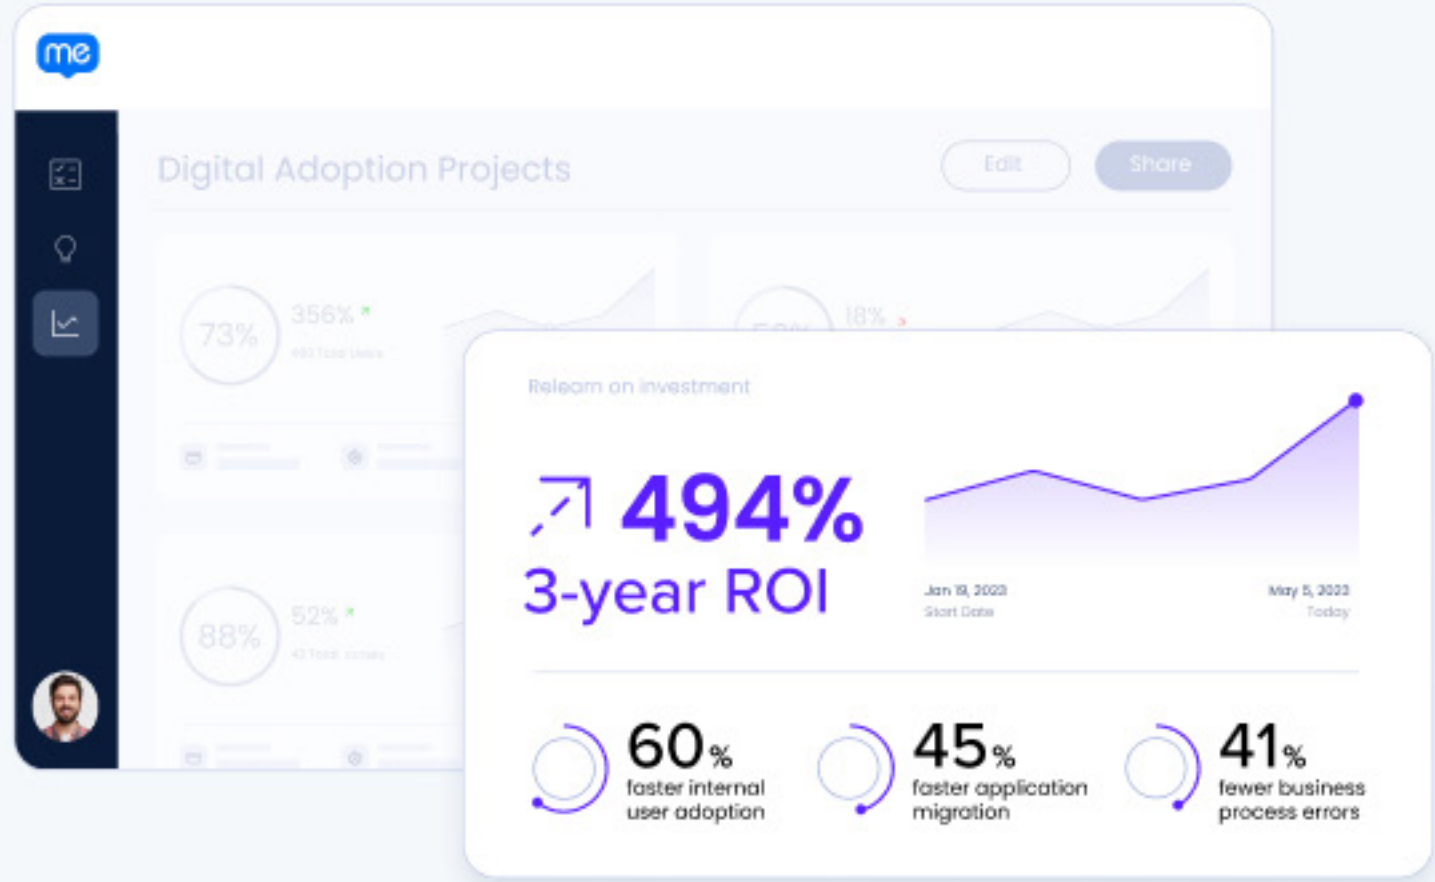 me
Digital Adoption Projects
Edit
Share
73%
356%
18%
88%
52%
Relearn on investment
494%
3-year ROI
Jan 19, 2023
Start Date
May 5, 2023
Today
60%
faster internal
user adoption
45%
faster application
migration
41%
fewer business
process errors